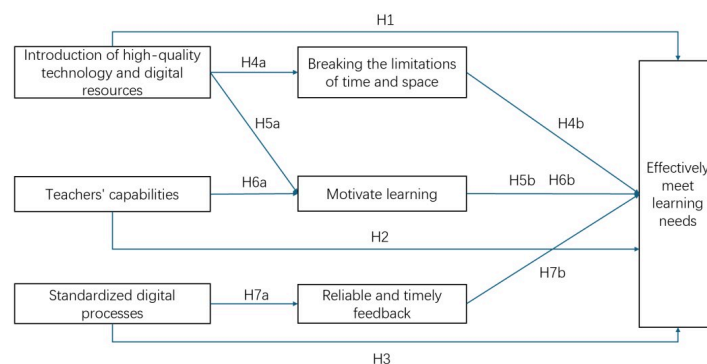 H1
Introduction of high-quality
technology and digital
resources
H4a
Breaking the limitations
of time and space
H5a
H4b
Teachers' capabilities
H6a
Motivate learning
H5b H6b
Effectively
meet
learning
needs
H2
Standardized digital
processes
H7a
Reliable and timely
feedback
H7b
H3